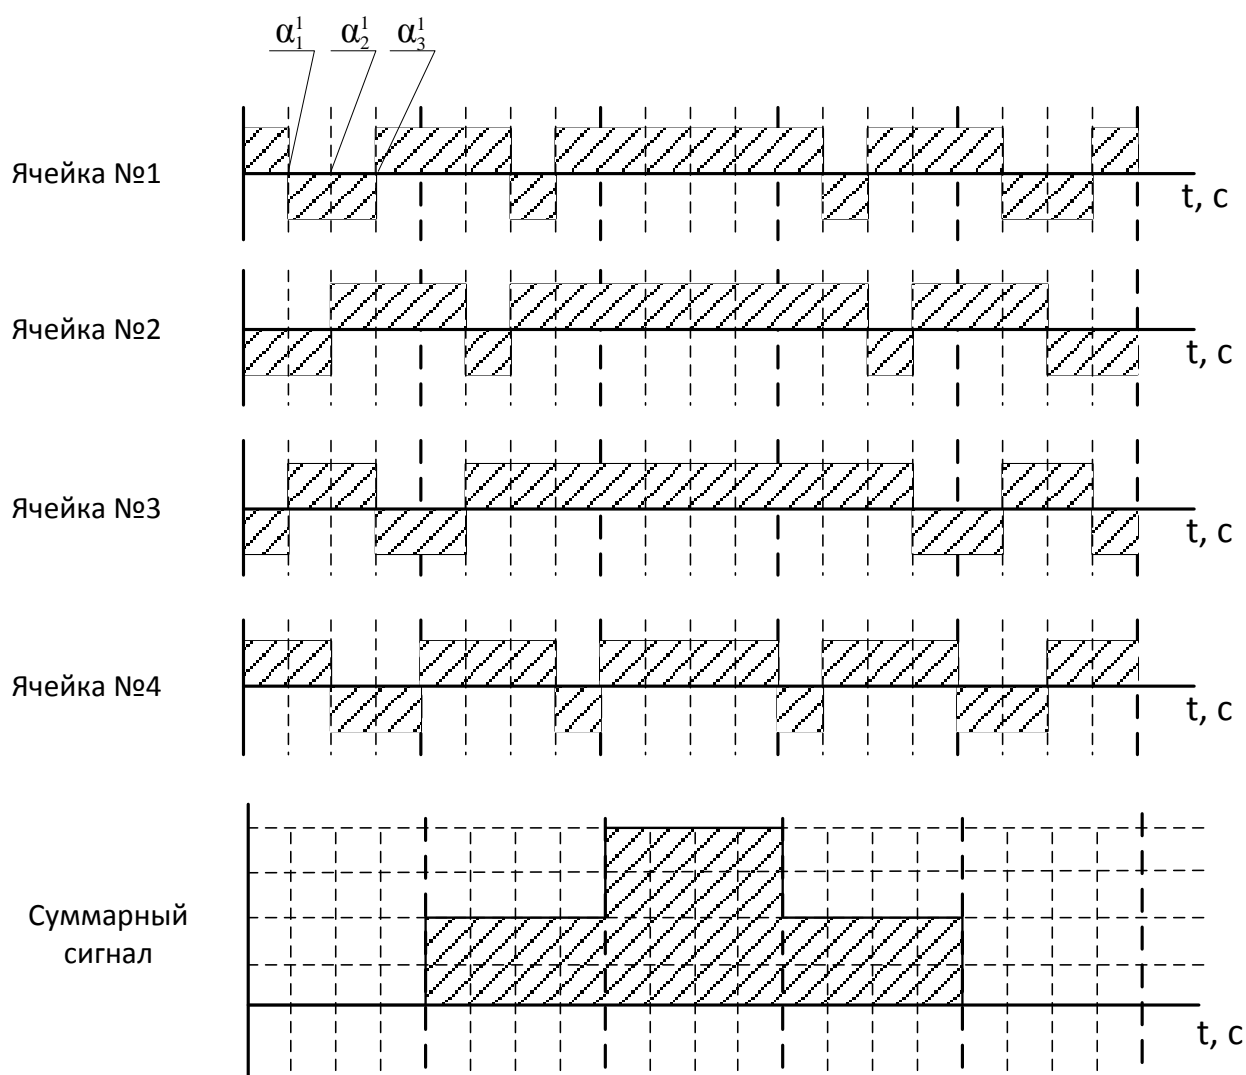 α₁¹ α₂¹ α₃¹
Ячейка №1
t, с
Ячейка №2
t, с
Ячейка №3
t, с
Ячейка №4
t, с
Суммарный
сигнал
t, с